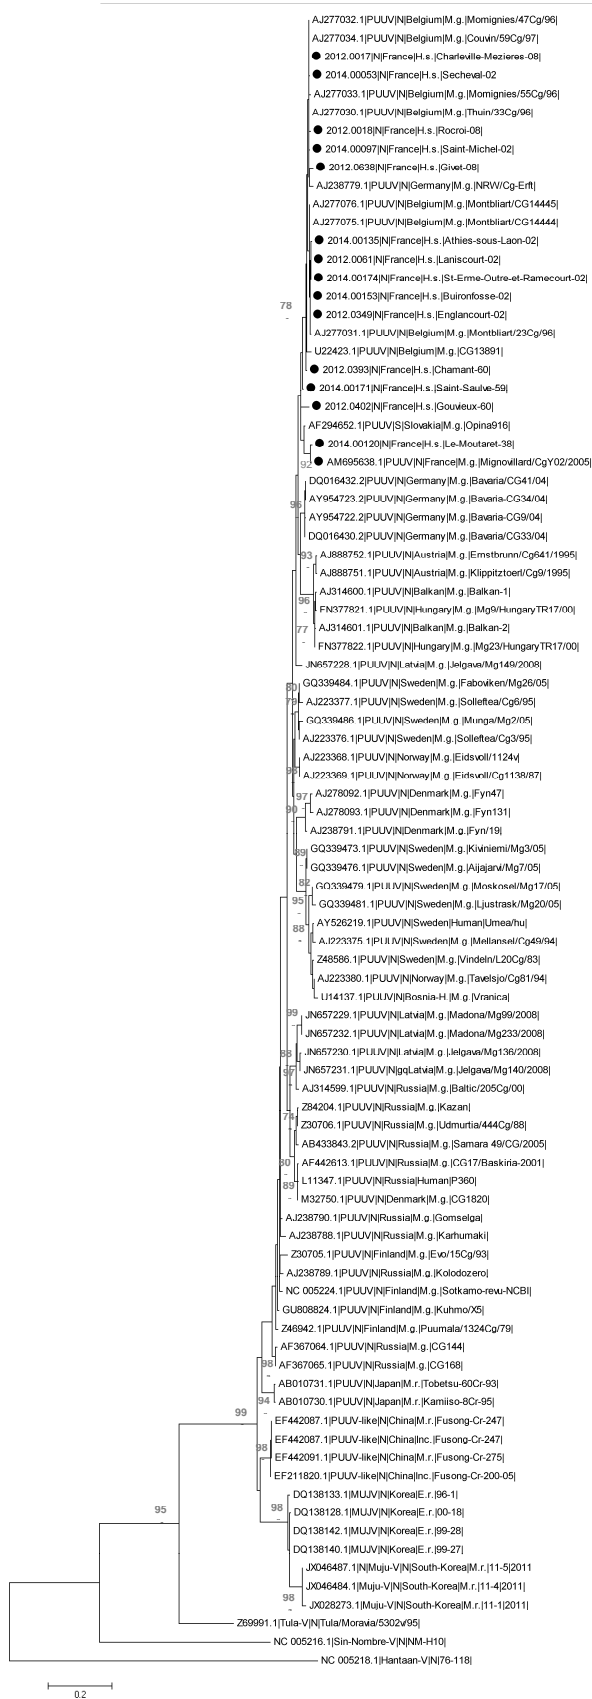 AJ277032.1|PUUV|N|Belgium|M.g.|Momignies/47Cg/96|
AJ277034.1|PUUV|N|Belgium|M.g.|Couvin/59Cg/97|
2012.0017|N|France|H.s.|Charleville-Mezieres-08|
2014.00053|N|France|H.s.|Secheval-02
AJ277033.1|PUUV|N|Belgium|M.g.|Momignies/55Cg/96|
AJ277030.1|PUUV|N|Belgium|M.g.|Thuin/33Cg/96|
2012.0018|N|France|H.s.|Rocroi-08|
2014.00097|N|France|H.s.|Saint-Michel-02|
2012.0638|N|France|H.s.|Givet-08|
AJ238779.1|PUUV|N|Germany|M.g.|NRW/Cg-Erft|
AJ277076.1|PUUV|N|Belgium|M.g.|Montbliart/CG14445|
AJ277075.1|PUUV|N|Belgium|M.g.|Montbliart/CG14444|
2014.00135|N|France|H.s.|Athies-sous-Laon-02|
2012.0061|N|France|H.s.|Laniscourt-02|
2014.00174|N|France|H.s.|St-Erme-Outre-et-Ramecourt-02|
2014.00153|N|France|H.s.|Buironfosse-02|
78
2012.0349|N|France|H.s.|Englancourt-02|
AJ277031.1|PUUV|N|Belgium|M.g.|Montbliart/23Cg/96|
U22423.1|PUUV|N|Belgium|M.g.|CG13891|
2012.0393|N|France|H.s.|Chamant-60|
2014.00171|N|France|H.s.|Saint-Saulve-59|
2012.0402|N|France|H.s.|Gouvieux-60|
AF294652.1|PUUV|S|Slovakia|M.g.|Opina916|
2014.00120|N|France|H.s.|Le-Moutaret-38|
92 AM695638.1|PUUV|N|France|M.g.|Mignovillard/CgY02/2005|
DQ016432.2|PUUV|N|Germany|M.g.|Bavaria/CG41/04|
95 AY954723.2|PUUV|N|Germany|M.g.|Bavaria-CG34/04|
AY954722.2|PUUV|N|Germany|M.g.|Bavaria-CG9/04|
DQ016430.2|PUUV|N|Germany|M.g.|Bavaria/CG33/04|
93 AJ888752.1|PUUV|N|Austria|M.g.|Ernstbrunn/Cg641/1995|
AJ888751.1|PUUV|N|Austria|M.g.|Klippitztoerl/Cg9/1995|
AJ314600.1|PUUV|N|Balkan|M.g.|Balkan-1|
96 FN377821.1|PUUV|N|Hungary|M.g.|Mg9/HungaryTR17/00|
77 AJ314601.1|PUUV|N|Balkan|M.g.|Balkan-2|
FN377822.1|PUUV|N|Hungary|M.g.|Mg23/HungaryTR17/00|
JN657228.1|PUUV|N|Latvia|M.g.|Jelgava/Mg149/2008|
80 GQ339484.1|PUUV|N|Sweden|M.g.|Faboviken/Mg26/05|
79 AJ223377.1|PUUV|N|Sweden|M.g.|Solleftea/Cg6/95|
GQ339486.1|PUUV|N|Sweden|M.g.|Munga/Mg2/05|
AJ223376.1|PUUV|N|Sweden|M.g.|Solleftea/Cg3/95|
AJ223368.1|PUUV|N|Norway|M.g.|Eidsvoll/1124v|
98 AJ223369.1|PUUV|N|Norway|M.g.|Eidsvoll/Cg1138/87|
97 AJ278092.1|PUUV|N|Denmark|M.g.|Fyn47|
90 AJ278093.1|PUUV|N|Denmark|M.g.|Fyn131|
AJ238791.1|PUUV|N|Denmark|M.g.|Fyn/19|
89 GQ339473.1|PUUV|N|Sweden|M.g.|Kiviniemi/Mg3/05|
GQ339476.1|PUUV|N|Sweden|M.g.|Aijajarvi/Mg7/05|
82 GQ339479.1|PUUV|N|Sweden|M.g.|Moskosel/Mg17/05|
95 GQ339481.1|PUUV|N|Sweden|M.g.|Ljustrask/Mg20/05|
88 AY526219.1|PUUV|N|Sweden|Human|Umea/hu|
AJ223375.1|PUUV|N|Sweden|M.g.|Mellansel/Cg49/94|
Z48586.1|PUUV|N|Sweden|M.g.|Vindeln/L20Cg/83|
AJ223380.1|PUUV|N|Norway|M.g.|Tavelsjo/Cg81/94|
U14137.1|PUUV|N|Bosnia-H.|M.g.|Vranica|
99 JN657229.1|PUUV|N|Latvia|M.g.|Madona/Mg99/2008|
JN657232.1|PUUV|N|Latvia|M.g.|Madona/Mg233/2008|
JN657230.1|PUUV|N|Latvia|M.g.|Jelgava/Mg136/2008|
97 JN657231.1|PUUV|N|gqLatvia|M.g.|Jelgava/Mg140/2008|
AJ314599.1|PUUV|N|Russia|M.g.|Baltic/205Cg/00|
Z84204.1|PUUV|N|Russia|M.g.|Kazan|
74 Z30706.1|PUUV|N|Russia|M.g.|Udmurtia/444Cg/88|
AB433843.2|PUUV|N|Russia|M.g.|Samara 49/CG/2005|
80 AF442613.1|PUUV|N|Russia|M.g.|CG17/Baskiria-2001|
89 L11347.1|PUUV|N|Russia|Human|P360|
M32750.1|PUUV|N|Denmark|M.g.|CG1820|
AJ238790.1|PUUV|N|Russia|M.g.|Gomselga|
AJ238788.1|PUUV|N|Russia|M.g.|Karhumaki|
Z30705.1|PUUV|N|Finland|M.g.|Evo/15Cg/93|
AJ238789.1|PUUV|N|Russia|M.g.|Kolodozero|
NC 005224.1|PUUV|N|Finland|M.g.|Sotkamo-revu-NCBI|
GU808824.1|PUUV|N|Finland|M.g.|Kuhmo/X5|
Z46942.1|PUUV|N|Finland|M.g.|Puumala/1324Cg/79|
AF367064.1|PUUV|N|Russia|M.g.|CG144|
98 AF367065.1|PUUV|N|Russia|M.g.|CG168|
AB010731.1|PUUV|N|Japan|M.r.|Tobetsu-60Cr-93|
94 AB010730.1|PUUV|N|Japan|M.r.|Kamiiso-8Cr-95|
99 EF442087.1|PUUV-like|N|China|M.r.|Fusong-Cr-247|
EF442087.1|PUUV-like|N|China|Inc.|Fusong-Cr-247|
98 EF442091.1|PUUV-like|N|China|M.r.|Fusong-Cr-275|
EF211820.1|PUUV-like|N|China|Inc.|Fusong-Cr-200-05|
DQ138133.1|MUJV|N|Korea|E.r.|96-1|
95 98 DQ138128.1|MUJV|N|Korea|E.r.|00-18|
DQ138142.1|MUJV|N|Korea|E.r.|99-28|
DQ138140.1|MUJV|N|Korea|E.r.|99-27|
JX046487.1|N|Muju-V|N|South-Korea|M.r.|11-5|2011
JX046484.1|Muju-V|N|South-Korea|M.r.|11-4|2011|
98 JX028273.1|Muju-V|N|South-Korea|M.r.|11-1|2011|
Z69991.1|Tula-V|N|Tula/Moravia/5302v/95|
NC 005216.1|Sin-Nombre-V|N|NM-H10|
NC 005218.1|Hantaan-V|N|76-118|
0.2